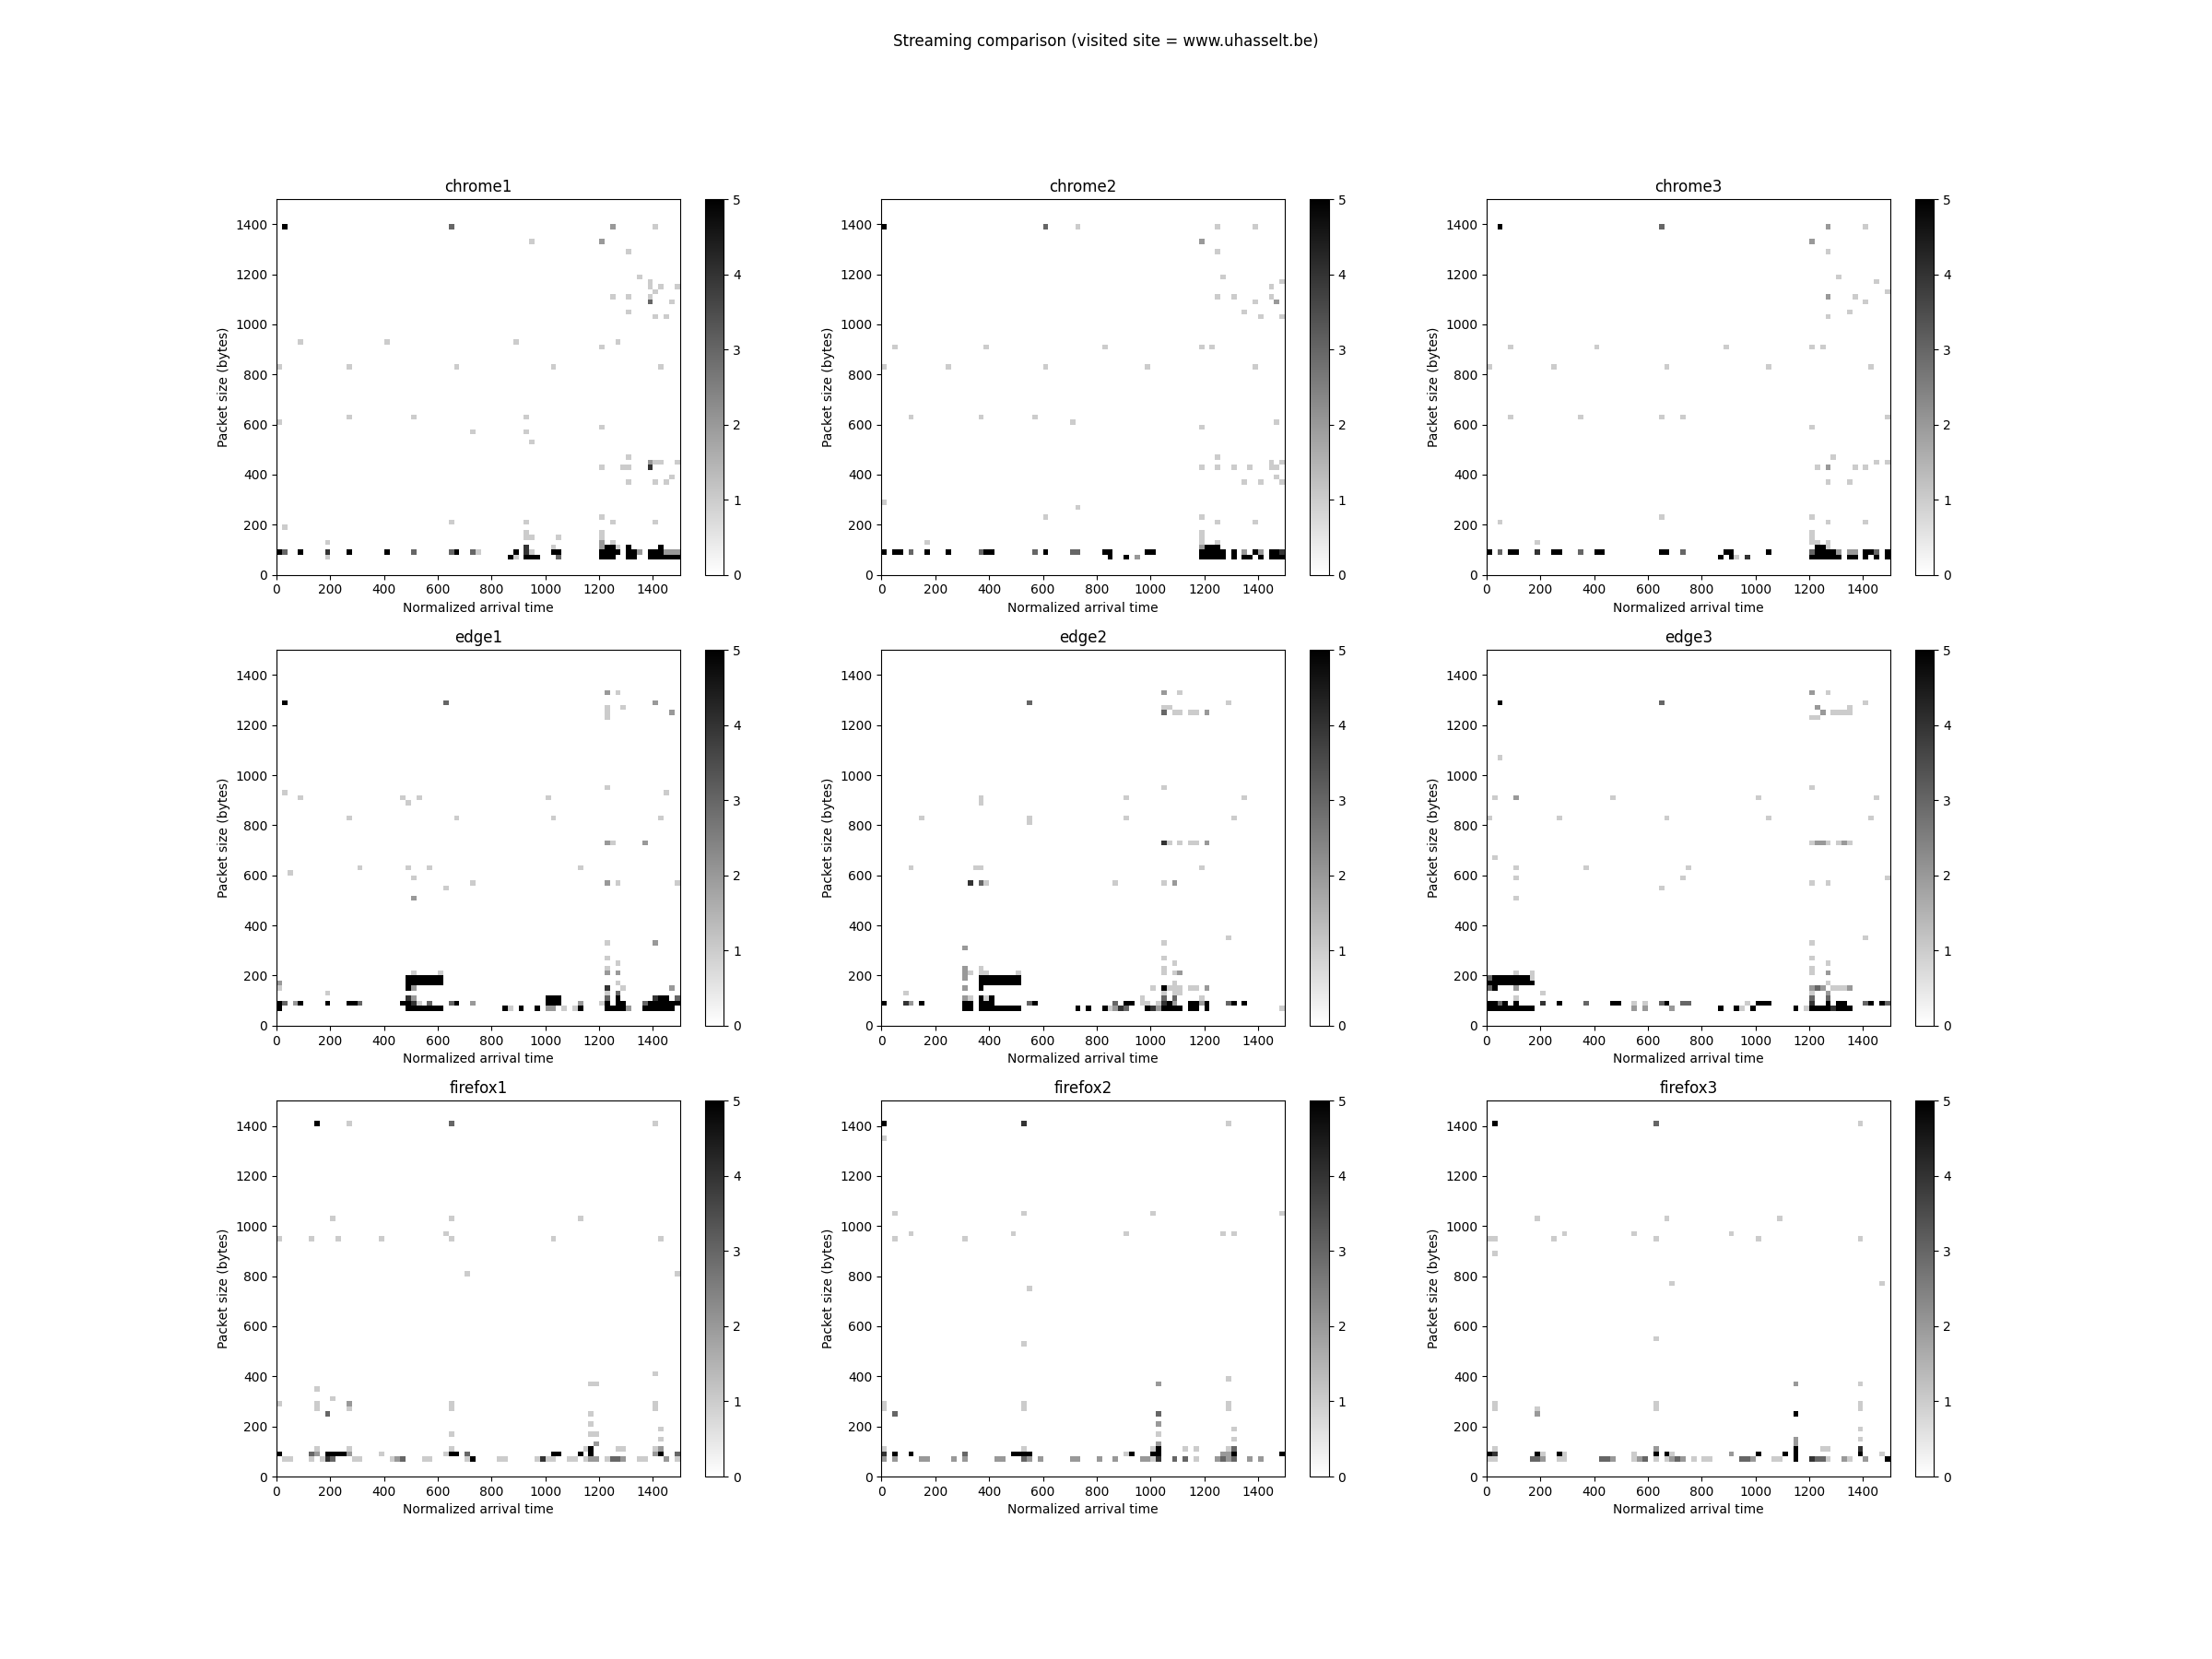 Streaming comparison (visited site = www.uhasselt.be)
chrome1
chrome2
chrome3
Packet size (bytes)
0 200 400 600 800 1000 1200 1400
0 1 2 3 4 5
Packet size (bytes)
0 200 400 600 800 1000 1200 1400
0 1 2 3 4 5
Packet size (bytes)
0 200 400 600 800 1000 1200 1400
0 1 2 3 4 5
0 200 400 600 800 1000 1200 1400
0 200 400 600 800 1000 1200 1400
0 200 400 600 800 1000 1200 1400
Normalized arrival time
Normalized arrival time
Normalized arrival time
edge1
edge2
edge3
Packet size (bytes)
0 200 400 600 800 1000 1200 1400
0 1 2 3 4 5
Packet size (bytes)
0 200 400 600 800 1000 1200 1400
0 1 2 3 4 5
Packet size (bytes)
0 200 400 600 800 1000 1200 1400
0 1 2 3 4 5
0 200 400 600 800 1000 1200 1400
0 200 400 600 800 1000 1200 1400
0 200 400 600 800 1000 1200 1400
Normalized arrival time
Normalized arrival time
Normalized arrival time
firefox1
firefox2
firefox3
Packet size (bytes)
0 200 400 600 800 1000 1200 1400
0 1 2 3 4 5
Packet size (bytes)
0 200 400 600 800 1000 1200 1400
0 1 2 3 4 5
Packet size (bytes)
0 200 400 600 800 1000 1200 1400
0 1 2 3 4 5
0 200 400 600 800 1000 1200 1400
0 200 400 600 800 1000 1200 1400
0 200 400 600 800 1000 1200 1400
Normalized arrival time
Normalized arrival time
Normalized arrival time